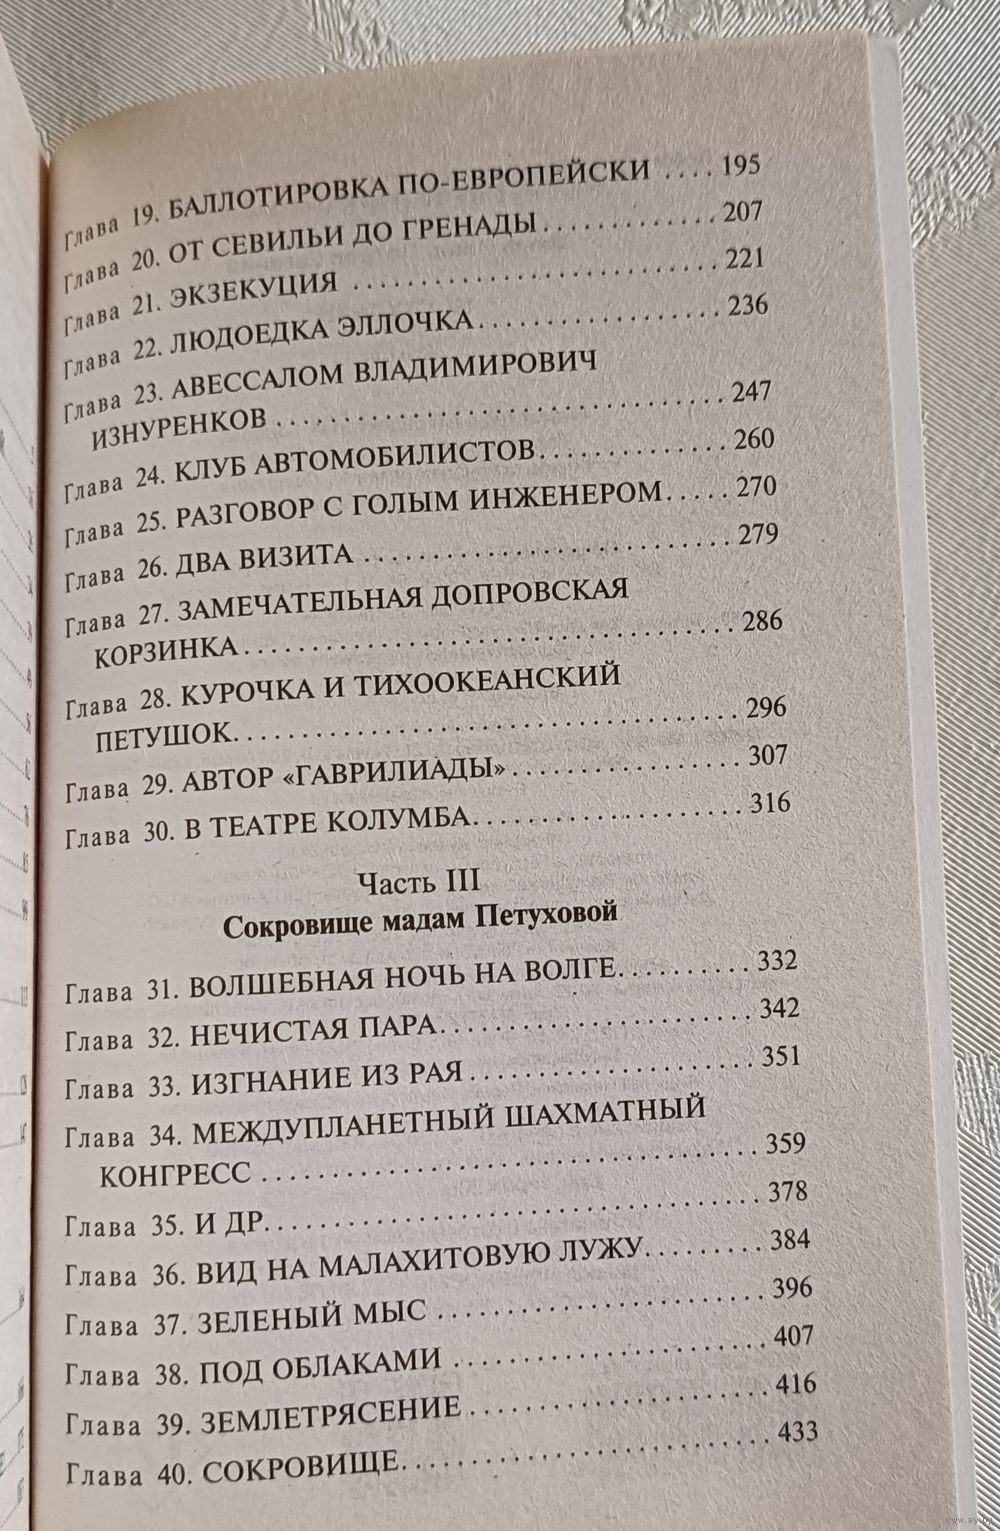 Глава 19. БАЛЛОТИРОВКА ПО-ЕВРОПЕЙСКИ .... 195
Глава 20. ОТ СЕВИЛЬИ ДО ГРЕНАДЫ............. 207
Глава 21. ЭКЗЕКУЦИЯ ........................... 221
Глава 22. ЛЮДОЕДКА ЭЛЛОЧКА.................. 236
Глава 23. АВЕССАЛОМ ВЛАДИМИРОВИЧ
ИЗНУРЕНКОВ ................................. 247
Глава 24. КЛУБ АВТОМОБИЛИСТОВ.............. 260
Глава 25. РАЗГОВОР С ГОЛЫМ ИНЖЕНЕРОМ..... 270
Глава 26. ДВА ВИЗИТА ........................... 279
Глава 27. ЗАМЕЧАТЕЛЬНАЯ ДОПРОВСКАЯ
КОРЗИНКА.................................... 286
Глава 28. КУРОЧКА И ТИХООКЕАНСКИЙ
ПЕТУШОК..................................... 296
Глава 29. АВТОР «ГАВРИЛИАДЫ»................. 307
Глава 30. В ТЕАТРЕ КОЛУМБА.................... 316
Часть III
Сокровище мадам Петуховой
Глава 31. ВОЛШЕБНАЯ НОЧЬ НА ВОЛГЕ.......... 332
Глава 32. НЕЧИСТАЯ ПАРА....................... 342
Глава 33. ИЗГНАНИЕ ИЗ РАЯ ..................... 351
Глава 34. МЕЖДУПЛАНЕТНЫЙ ШАХМАТНЫЙ
КОНГРЕСС ..................................... 359
Глава 35. И ДР..................................... 378
Глава 36. ВИД НА МАЛАХИТОВУЮ ЛУЖУ......... 384
Глава 37. ЗЕЛЕНЫЙ МЫС ........................ 396
Глава 38. ПОД ОБЛАКАМИ ....................... 407
Глава 39. ЗЕМЛЕТРЯСЕНИЕ ...................... 416
Глава 40. СОКРОВИЩЕ........................... 433